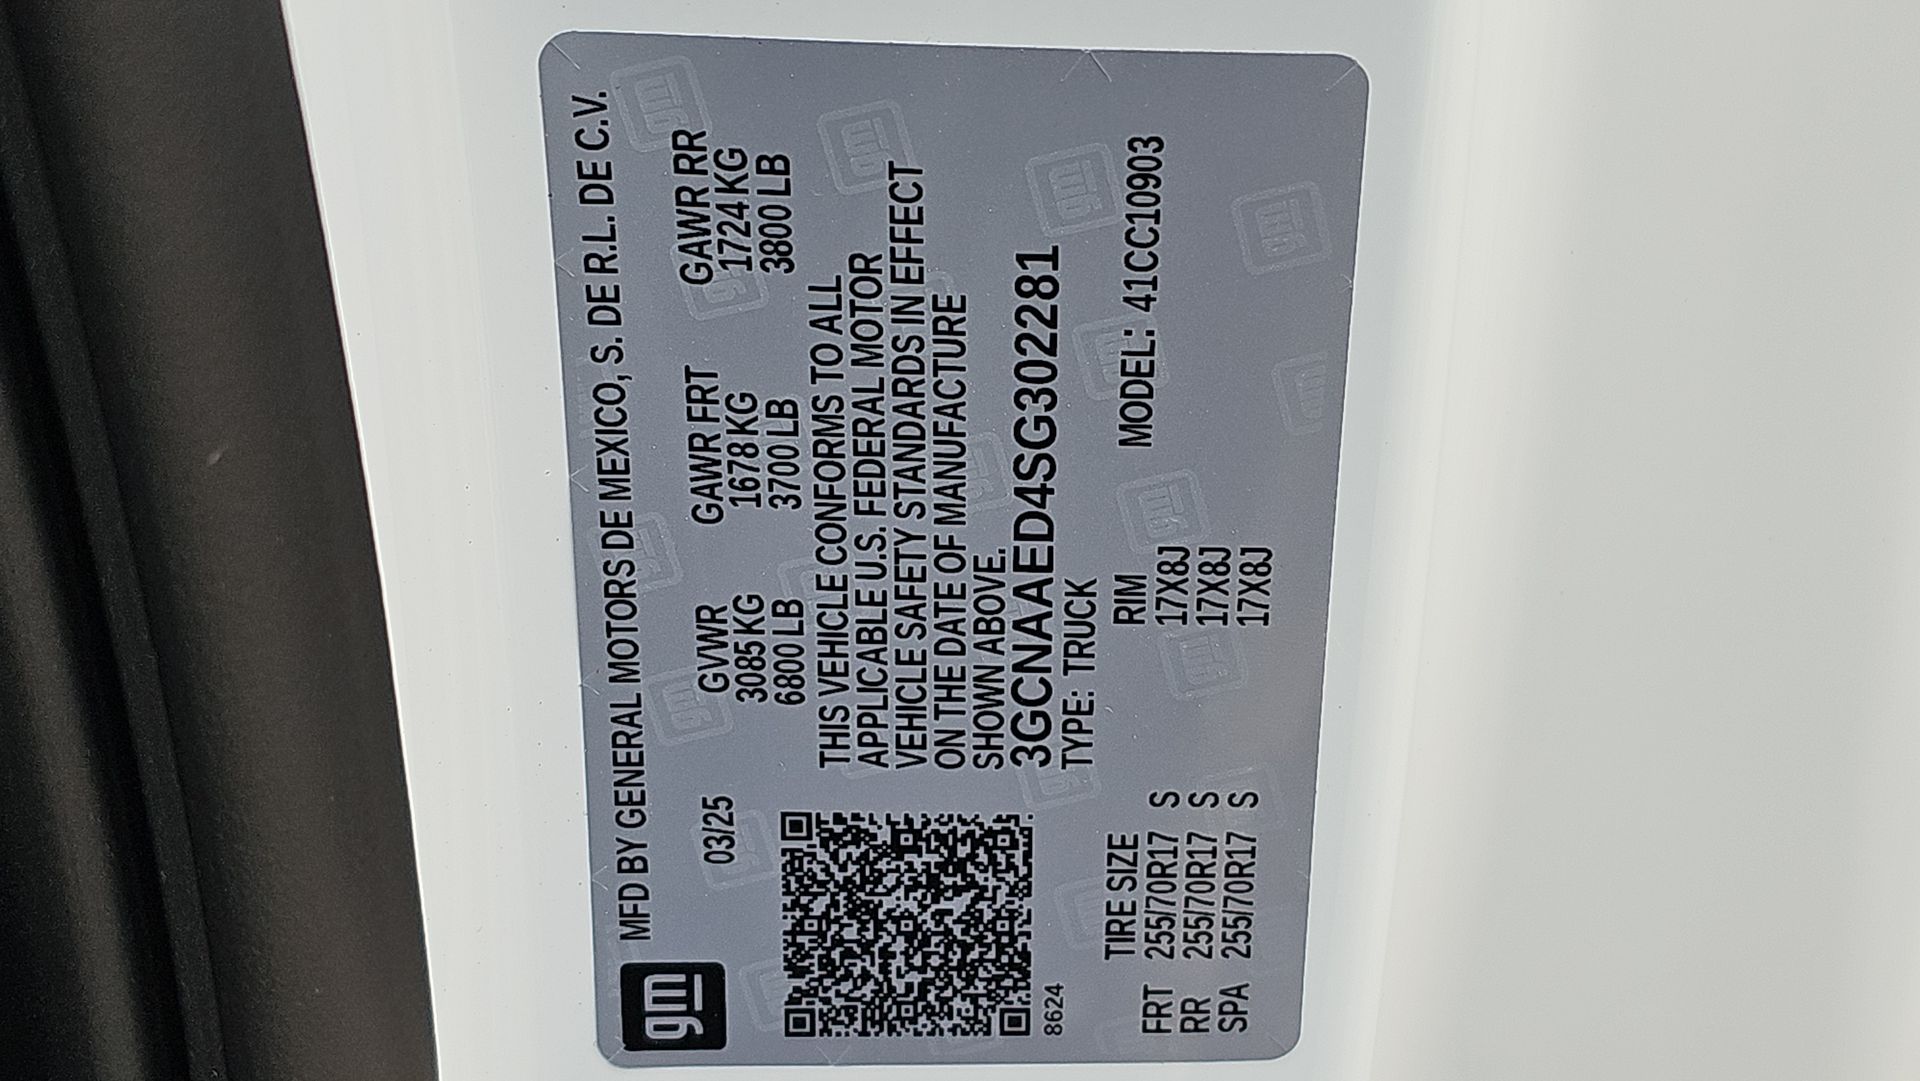 gm
MFD BY GENERAL MOTORS DE MEXICO, S. DE R.L. DE C.V.
03/25 GVWR GAWR FRT GAWR RR
3085 KG 1678 KG 1724 KG
6800 LB 3700 LB 3800 LB
THIS VEHICLE CONFORMS TO ALL
APPLICABLE U.S. FEDERAL MOTOR
VEHICLE SAFETY STANDARDS IN EFFECT
ON THE DATE OF MANUFACTURE
SHOWN ABOVE.
3GCNAAED4SG302281
8624 TYPE: TRUCK
TIRE SIZE RIM MODEL: 41CC10903
FRT 255/70R17 S 17X8J
RR 255/70R17 S 17X8J
SPA 255/70R17 S 17X8J